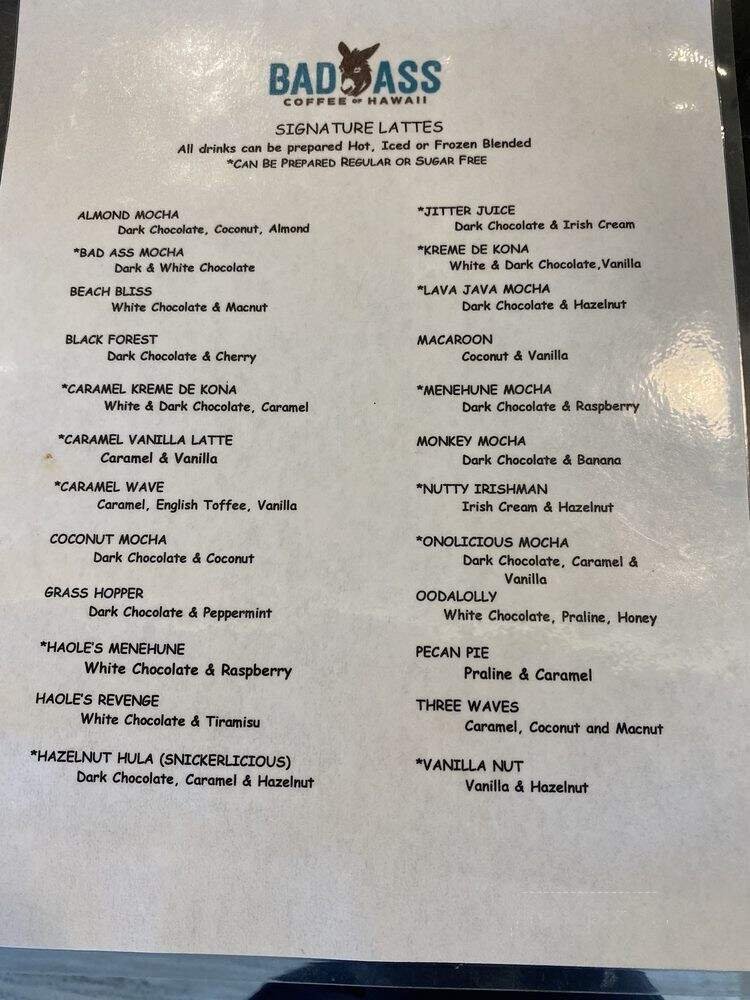 BAD ASS
COFFEE OF HAWAII
SIGNATURE LATTES
All drinks can be prepared Hot, Iced or Frozen Blended
*CAN BE PREPARED REGULAR OR SUGAR FREE
ALMOND MOCHA
Dark Chocolate, Coconut, Almond
*BAD ASS MOCHA
Dark & White Chocolate
BEACH BLISS
White Chocolate & Macnut
BLACK FOREST
Dark Chocolate & Cherry
*CARAMEL KREME DE KONA
White & Dark Chocolate, Caramel
*CARAMEL VANILLA LATTE
Caramel & Vanilla
*CARAMEL WAVE
Caramel, English Toffee, Vanilla
COCONUT MOCHA
Dark Chocolate & Coconut
GRASS HOPPER
Dark Chocolate & Peppermint
*HAOLE'S MENEHUNE
White Chocolate & Raspberry
HAOLE'S REVENGE
White Chocolate & Tiramisu
*HAZELNUT HULA (SNICKERLICIOUS)
Dark Chocolate, Caramel & Hazelnut
*JITTER JUICE
Dark Chocolate & Irish Cream
*KREME DE KONA
White & Dark Chocolate,Vanilla
*LAVA JAVA MOCHA
Dark Chocolate & Hazelnut
MACAROON
Coconut & Vanilla
*MENEHUNE MOCHA
Dark Chocolate & Raspberry
MONKEY MOCHA
Dark Chocolate & Banana
*NUTTY IRISHMAN
Irish Cream & Hazelnut
*ONOLICIOUS MOCHA
Dark Chocolate, Caramel &
Vanilla
OODALOLLY
White Chocolate, Praline, Honey
PECAN PIE
Praline & Caramel
THREE WAVES
Caramel, Coconut and Macnut
*VANILLA NUT
Vanilla & Hazelnut